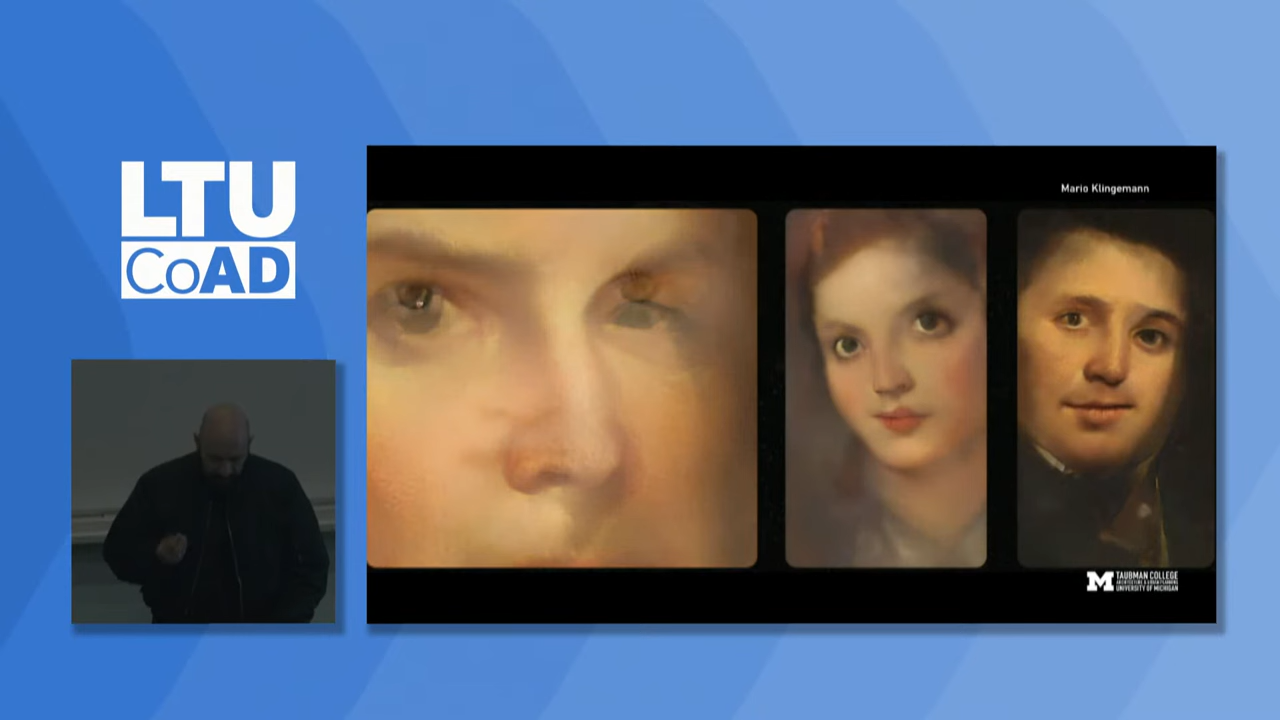 LTU
CoAD
Mario Klingemann
M TAUBMAN COLLEGE
ARCHITECTURE & URBAN PLANNING
UNIVERSITY OF MICHIGAN